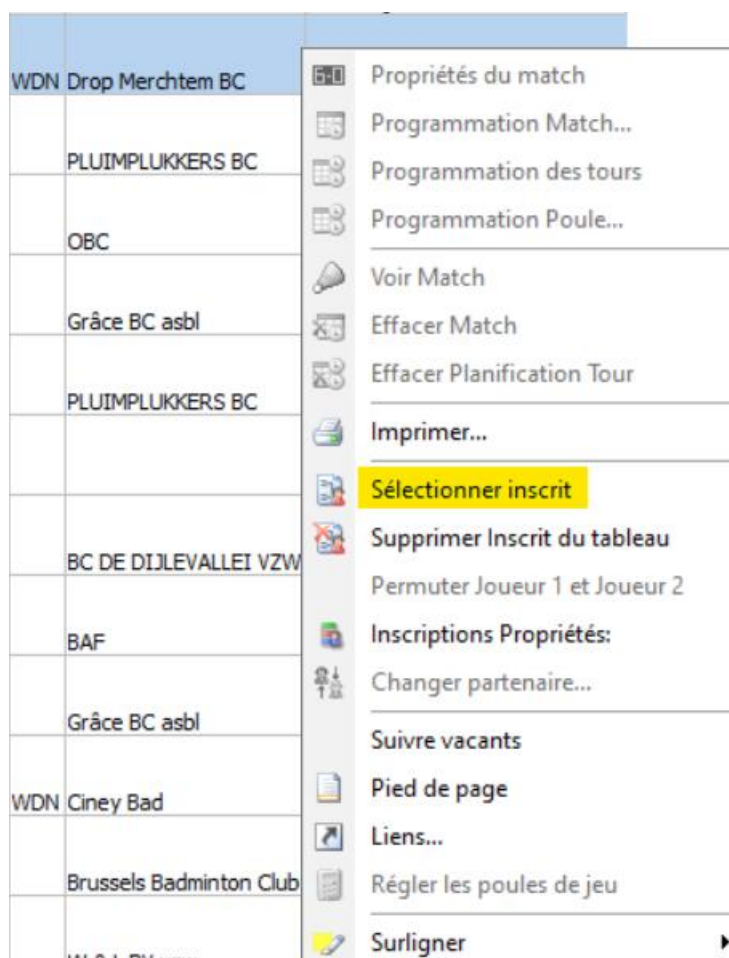 WDN Drop Merchtem BC
PLUIMPLUKKERS BC
OBC
Grâce BC asbl
PLUIMPLUKKERS BC
BC DE DIJLEVALLEI VZW
BAF
Grâce BC asbl
WDN Ciney Bad
Brussels Badminton Club
6-0 Propriétés du match
Programmation Match...
Programmation des tours
Programmation Poule...
Voir Match
Effacer Match
Effacer Planification Tour
Imprimer...
Sélectionner inscrit
Supprimer Inscrit du tableau
Permuter Joueur 1 et Joueur 2
Inscriptions Propriétés:
Changer partenaire...
Suivre vacants
Pied de page
Liens...
Régler les poules de jeu
Surligner